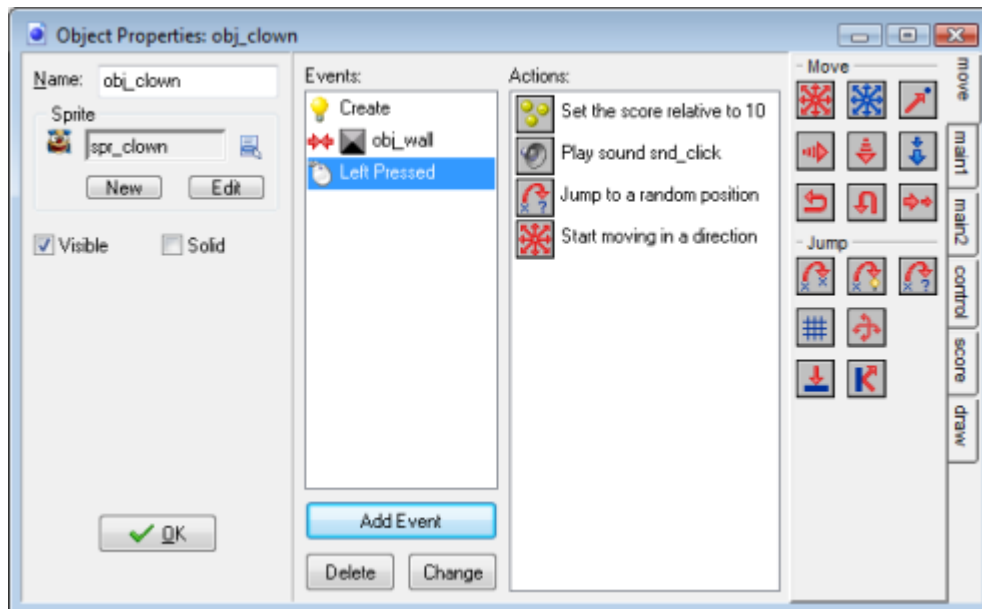 Object Properties: obj_clown
Name: obj_clown
Sprite
spr_clown
New Edit
Visible Solid
OK
Events:
Create
obj_wall
Left Pressed
Add Event
Delete Change
Actions:
Set the score relative to 10
Play sound snd_click
Jump to a random position
Start moving in a direction
Move
Jump
move
main1
main2
control
score
draw